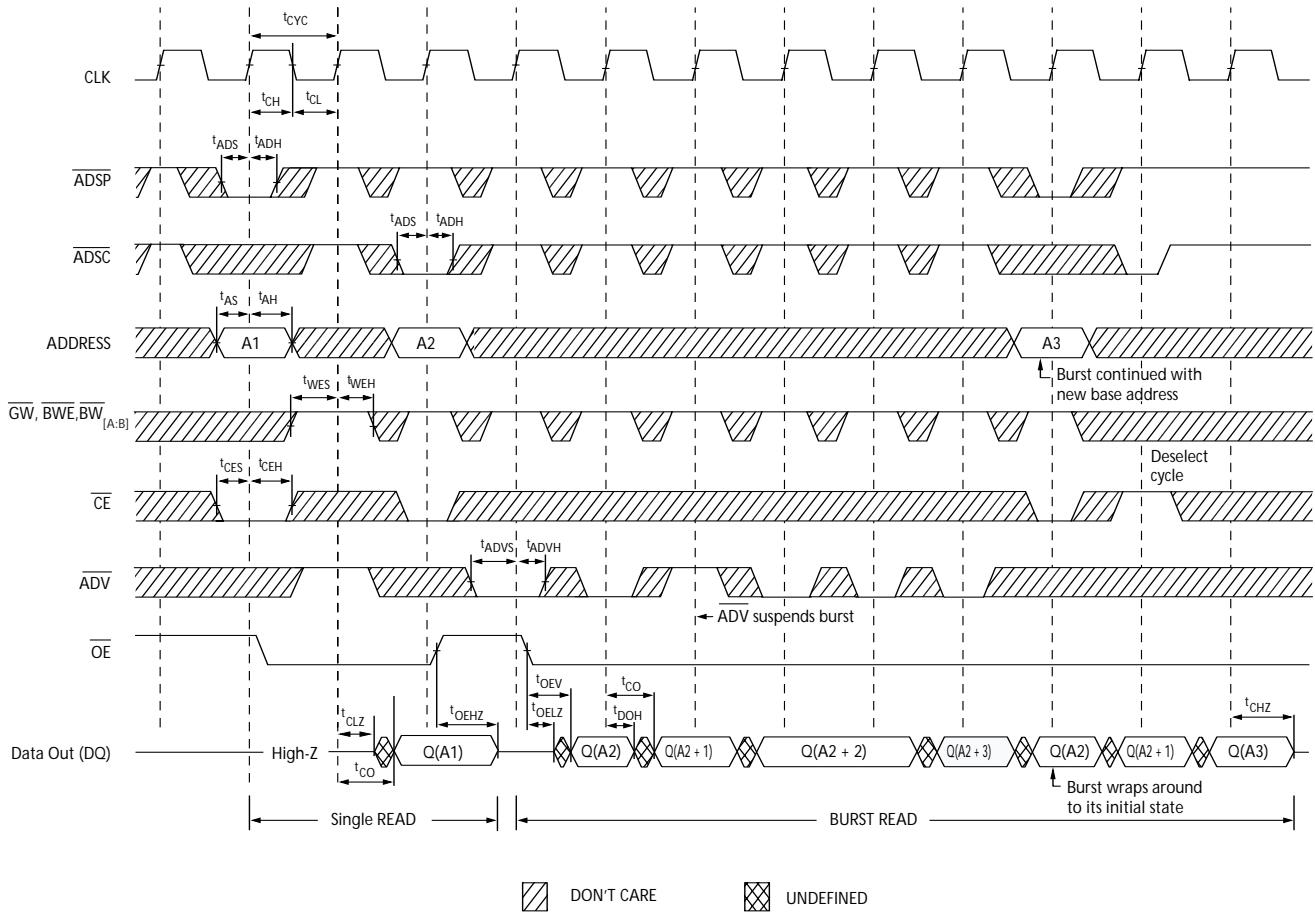 tCYC
CLK
tCH
tCL
tADS
tADH
ADSP
tADS
tADH
ADSC
tAS
tAH
ADDRESS
A1
A2
A3
Burst continued with
new base address
tWES
tWEH
GW, BWE,BW[A:B]
Deselect
cycle
tCES
tCEH
CE
tADVS
tADVH
ADV
ADV suspends burst
OE
tOEV
tCO
tCLZ
tOEHZ
tOELZ
tDOH
tCHZ
Data Out (DQ)
High-Z
Q(A1)
Q(A2)
Q(A2 + 1)
Q(A2 + 2)
Q(A2 + 3)
Q(A2)
Q(A2 + 1)
Q(A3)
tCO
Burst wraps around
to its initial state
Single READ
BURST READ
DON'T CARE
UNDEFINED